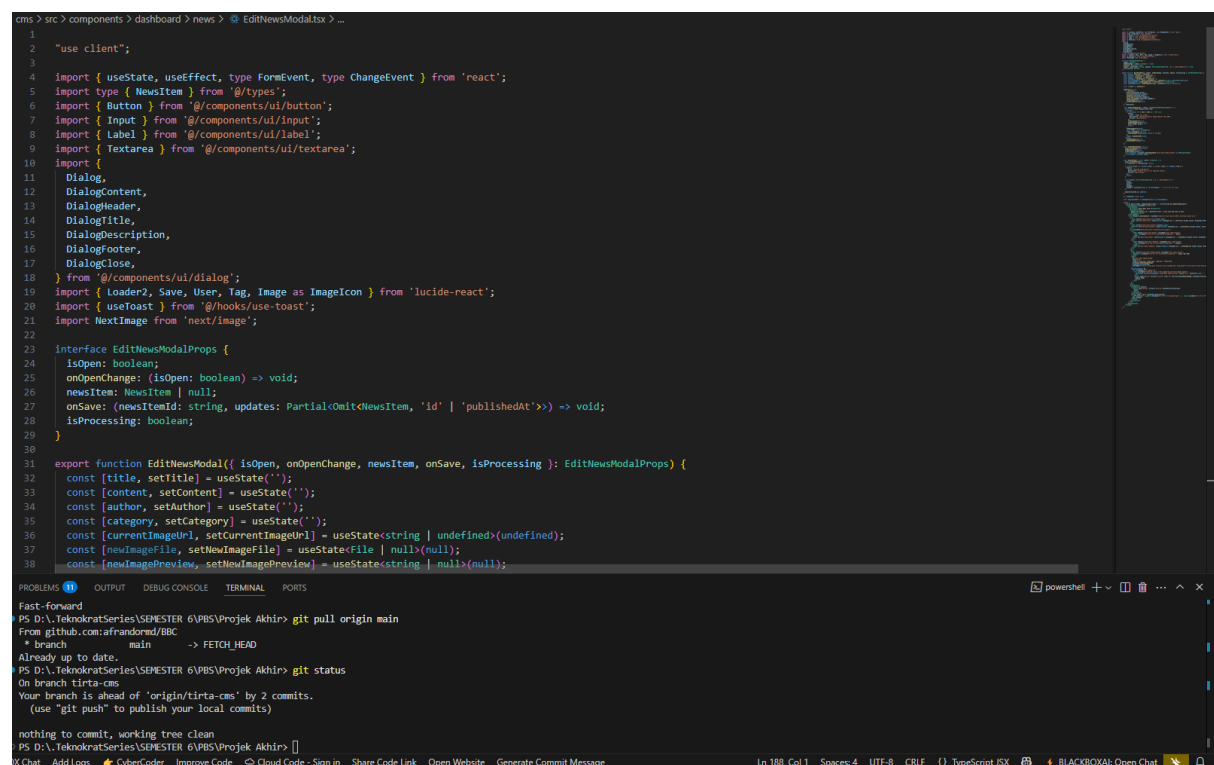 cms > src > components > dashboard > news > EditNewsModal.tsx > ...
1
2 "use client";
3
4 import { useState, useEffect, type FormEvent, type ChangeEvent } from 'react';
5 import type { NewsItem } from '@/types';
6 import { Button } from '@/components/ui/button';
7 import { Input } from '@/components/ui/input';
8 import { Label } from '@/components/ui/label';
9 import { Textarea } from '@/components/ui/textarea';
10 import {
11 Dialog,
12 DialogContent,
13 DialogHeader,
14 DialogTitle,
15 DialogDescription,
16 DialogFooter,
17 DialogClose,
18 } from '@/components/ui/dialog';
19 import { Loader2, Save, User, Tag, Image as ImageIcon } from 'lucide-react';
20 import { useToast } from '@/hooks/use-toast';
21 import NextImage from 'next/image';
22
23 interface EditNewsModalProps {
24 isOpen: boolean;
25 onOpenChange: (isOpen: boolean) => void;
26 newsItem: NewsItem | null;
27 onSave: (newsItemId: string, updates: Partial<Omit<NewsItem, 'id' | 'publishedAt'>>) => void;
28 isProcessing: boolean;
29 }
30
31 export function EditNewsModal({ isOpen, onOpenChange, newsItem, onSave, isProcessing }: EditNewsModalProps) {
32 const [title, setTitle] = useState('');
33 const [content, setContent] = useState('');
34 const [author, setAuthor] = useState('');
35 const [category, setCategory] = useState('');
36 const [currentImageUrl, setCurrentImageUrl] = useState<string | undefined>(undefined);
37 const [newImageFile, setNewImageFile] = useState<File | null>(null);
38 const [newImagePreview, setNewImagePreview] = useState<string | null>(null);
PROBLEMS 11 OUTPUT DEBUG CONSOLE TERMINAL PORTS powershell
Fast-forward
PS D:\.TeknokratSeries\SEMESTER 6\PBS\Projek Akhir> git pull origin main
From github.com:afrandormd/BBC
* branch main -> FETCH_HEAD
Already up to date.
PS D:\.TeknokratSeries\SEMESTER 6\PBS\Projek Akhir> git status
On branch tirta-cms
Your branch is ahead of 'origin/tirta-cms' by 2 commits.
(use "git push" to publish your local commits)
nothing to commit, working tree clean
PS D:\.TeknokratSeries\SEMESTER 6\PBS\Projek Akhir>
X Chat Add Logs CyberCoder Improve Code Cloud Code - Sign in Share Code Link Open Website Generate Commit Message Ln 188, Col 1 Spaces: 4 UTF-8 CRLF {} TypeScript JSX BLACKBOXAI: Open Chat